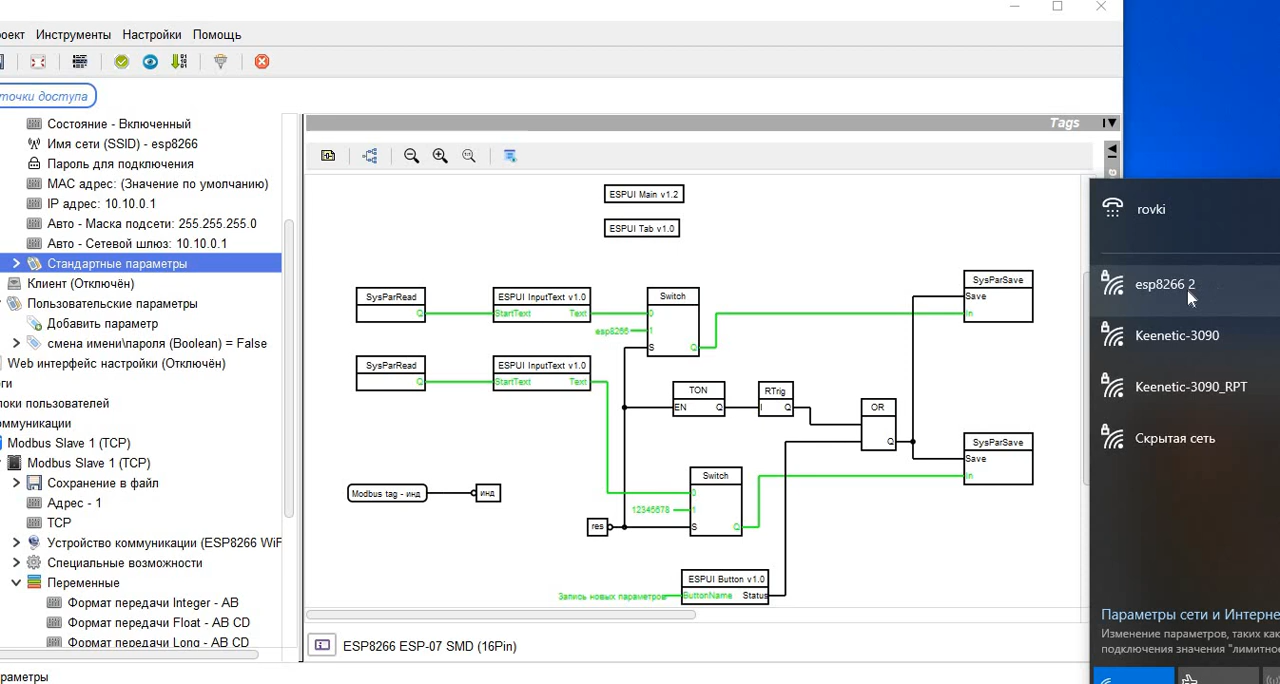 оект Инструменты Настройки Помощь
точки доступа
Состояние - Включенный
Имя сети (SSID) - esp8266
Пароль для подключения
MAC адрес: (Значение по умолчанию)
IP адрес: 10.10.0.1
Авто - Маска подсети: 255.255.255.0
Авто - Сетевой шлюз: 10.10.0.1
Стандартные параметры
Клиент (Отключён)
Пользовательские параметры
Добавить параметр
смена имени\пароля (Boolean) = False
Web интерфейс настройки (Отключён)
ги
локи пользователей
ммуникации
Modbus Slave 1 (TCP)
Modbus Slave 1 (TCP)
Сохранение в файл
Адрес - 1
TCP
Устройство коммуникации (ESP8266 WiF
Специальные возможности
Переменные
Формат передачи Integer - AB
Формат передачи Float - AB CD
Формат передачи Long - AB CD
раметры
Tags
ESPUI Main v1.2
ESPUI Tab v1.0
SysParRead
Q
ESPUI InputText v1.0
StartText Text
Switch
0
esp8266 1
S
Q
SysParSave
Save
In
SysParRead
Q
ESPUI InputText v1.0
StartText Text
TON
EN Q
RTrig
I Q
OR
Q
SysParSave
Save
In
Modbus tag - инд
инд
Switch
0
12345678 1
res
S
Q
ESPUI Button v1.0
Запись новых параметров ButtonName Status
ESP8266 ESP-07 SMD (16Pin)
rovki
esp8266 2
Keenetic-3090
Keenetic-3090_RPT
Скрытая сеть
Параметры сети и Интерне
Изменение параметров, таких как
подключения значения "лимитное